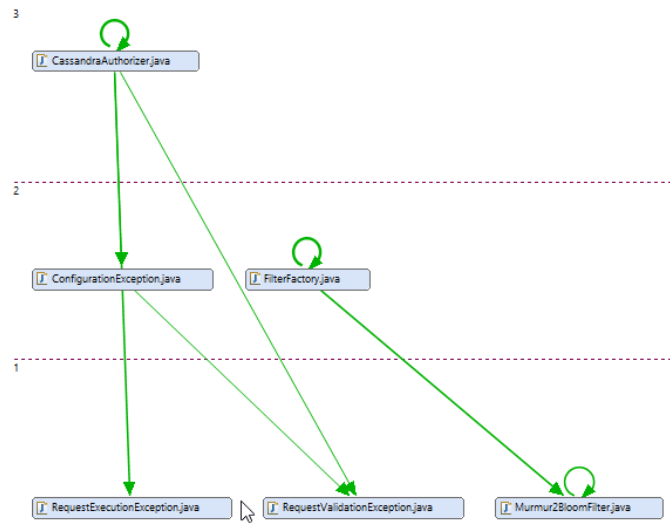 3
CassandraAuthorizer.java
2
ConfigurationException.java
FilterFactory.java
1
RequestExecutionException.java
RequestValidationException.java
Murmur2BloomFilter.java